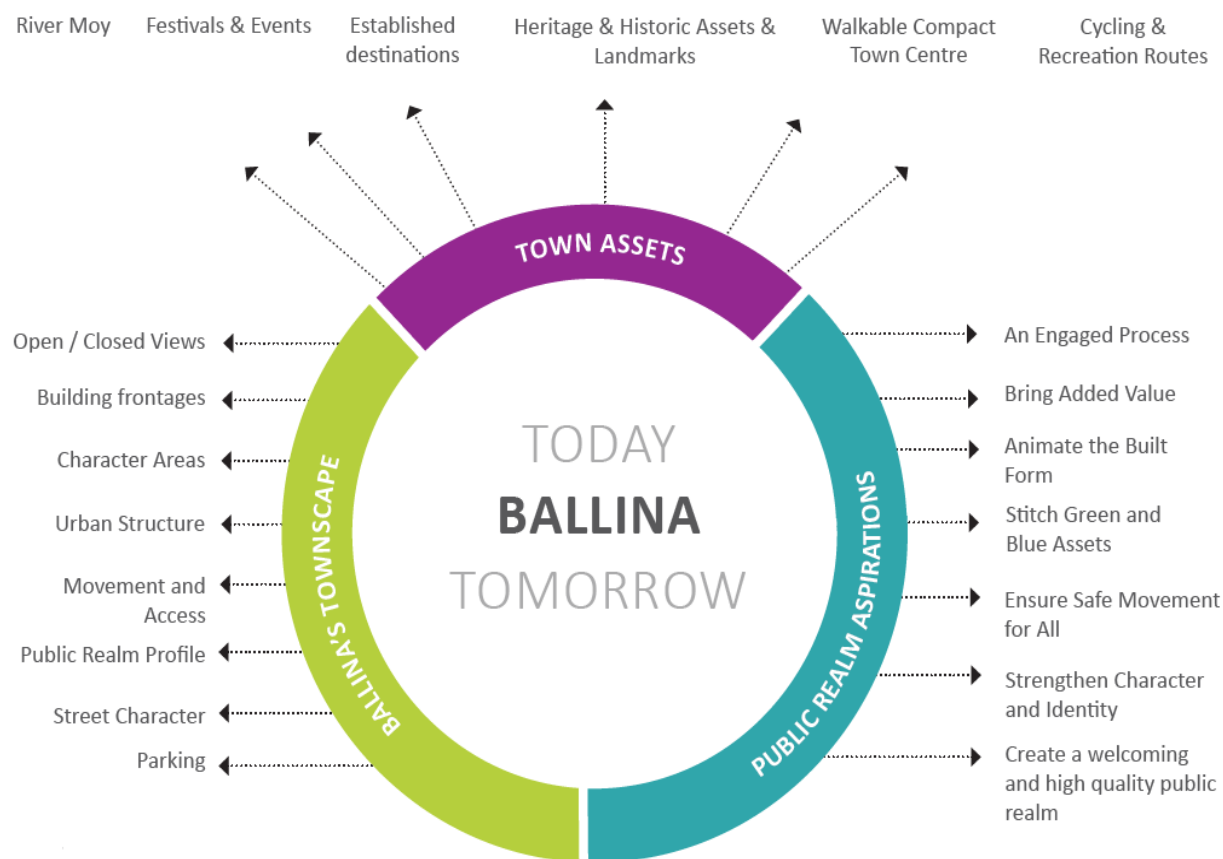 River Moy
Festivals & Events
Established
destinations
Heritage & Historic Assets &
Landmarks
Walkable Compact
Town Centre
Cycling &
Recreation Routes
TOWN ASSETS
Open / Closed Views
Building frontages
Character Areas
Urban Structure
Movement and
Access
Public Realm Profile
Street Character
Parking
BALLINA'S TOWNSCAPE
TODAY
BALLINA
TOMORROW
PUBLIC REALM ASPIRATIONS
An Engaged Process
Bring Added Value
Animate the Built
Form
Stitch Green and
Blue Assets
Ensure Safe Movement
for All
Strengthen Character
and Identity
Create a welcoming
and high quality public
realm